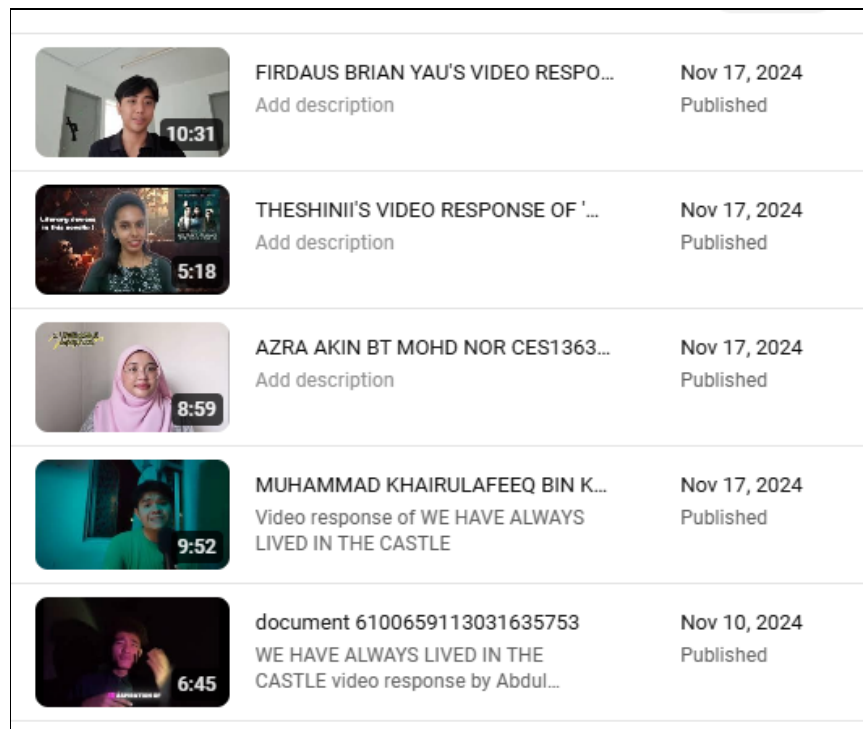 FIRDAUS BRIAN YAU'S VIDEO RESPO...
Nov 17, 2024
Add description
Published
10:31
THESHINII'S VIDEO RESPONSE OF '...
Nov 17, 2024
Add description
Published
Literary devices
in this novella!
5:18
AZRA AKIN BT MOHD NOR CES1363...
Nov 17, 2024
Add description
Published
8:59
MUHAMMAD KHAIRULAFEEQ BIN K...
Nov 17, 2024
Video response of WE HAVE ALWAYS
Published
LIVED IN THE CASTLE
9:52
document 6100659113031635753
Nov 10, 2024
WE HAVE ALWAYS LIVED IN THE
Published
CASTLE video response by Abdul...
6:45